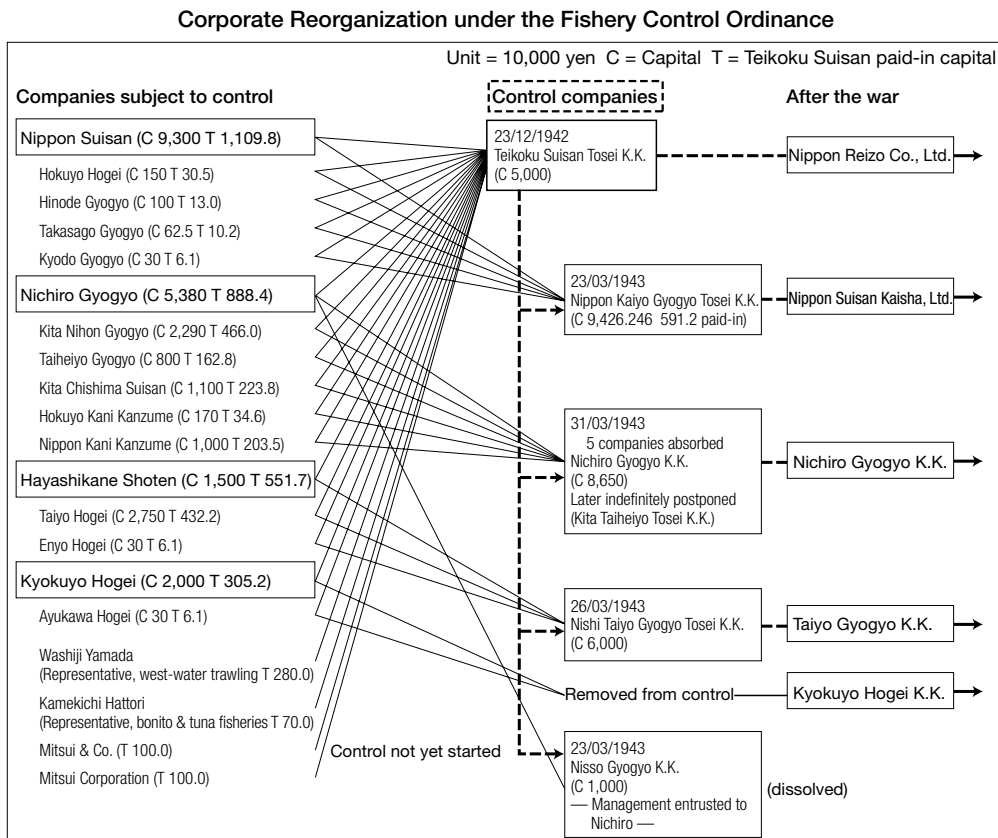 Corporate Reorganization under the Fishery Control Ordinance
Unit = 10,000 yen  C = Capital  T = Teikoku Suisan paid-in capital
Companies subject to control
Nippon Suisan (C 9,300 T 1,109.8)
Hokuyo Hogei (C 150 T 30.5)
Hinode Gyogyo (C 100 T 13.0)
Takasago Gyogyo (C 62.5 T 10.2)
Kyodo Gyogyo (C 30 T 6.1)
Nichiro Gyogyo (C 5,380 T 888.4)
Kita Nihon Gyogyo (C 2,290 T 466.0)
Taiheiyo Gyogyo (C 800 T 162.8)
Kita Chishima Suisan (C 1,100 T 223.8)
Hokuyo Kani Kanzume (C 170 T 34.6)
Nippon Kani Kanzume (C 1,000 T 203.5)
Hayashikane Shoten (C 1,500 T 551.7)
Taiyo Hogei (C 2,750 T 432.2)
Enyo Hogei (C 30 T 6.1)
Kyokuyo Hogei (C 2,000 T 305.2)
Ayukawa Hogei (C 30 T 6.1)
Washiji Yamada
(Representative, west-water trawling T 280.0)
Kamekichi Hattori
(Representative, bonito & tuna fisheries T 70.0)
Mitsui & Co. (T 100.0)
Mitsui Corporation (T 100.0)
Control companies
23/12/1942
Teikoku Suisan Tosei K.K.
(C 5,000)
23/03/1943
Nippon Kaiyo Gyogyo Tosei K.K.
(C 9,426.246  591.2 paid-in)
31/03/1943
5 companies absorbed
Nichiro Gyogyo K.K.
(C 8,650)
Later indefinitely postponed
(Kita Taiheiyo Tosei K.K.)
26/03/1943
Nishi Taiyo Gyogyo Tosei K.K.
(C 6,000)
Removed from control
Control not yet started
23/03/1943
Nisso Gyogyo K.K.
(C 1,000)
— Management entrusted to
Nichiro —
After the war
Nippon Reizo Co., Ltd.
Nippon Suisan Kaisha, Ltd.
Nichiro Gyogyo K.K.
Taiyo Gyogyo K.K.
Kyokuyo Hogei K.K.
(dissolved)